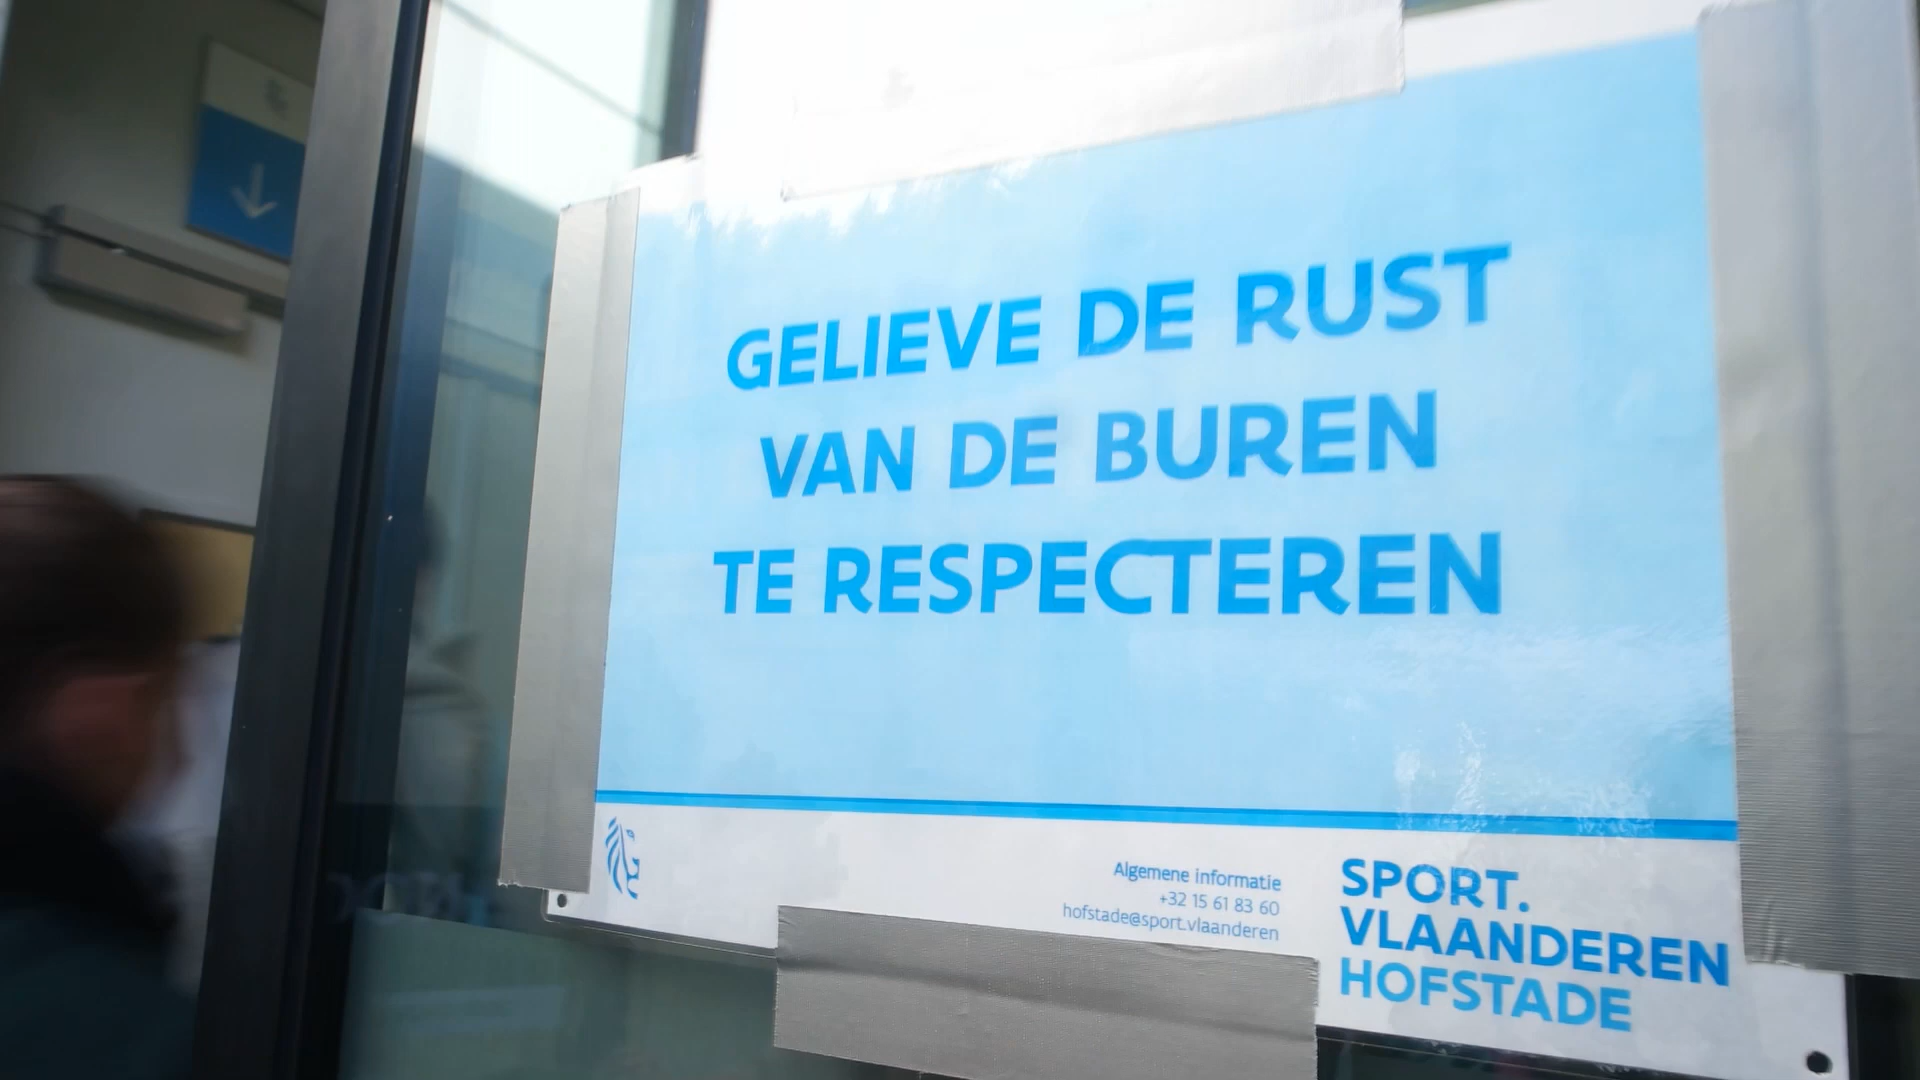 GELIEVE DE RUST
VAN DE BUREN
TE RESPECTEREN
Algemene informatie
+32 15 61 83 60
hofstade@sport.vlaanderen
SPORT.
VLAANDEREN
HOFSTADE